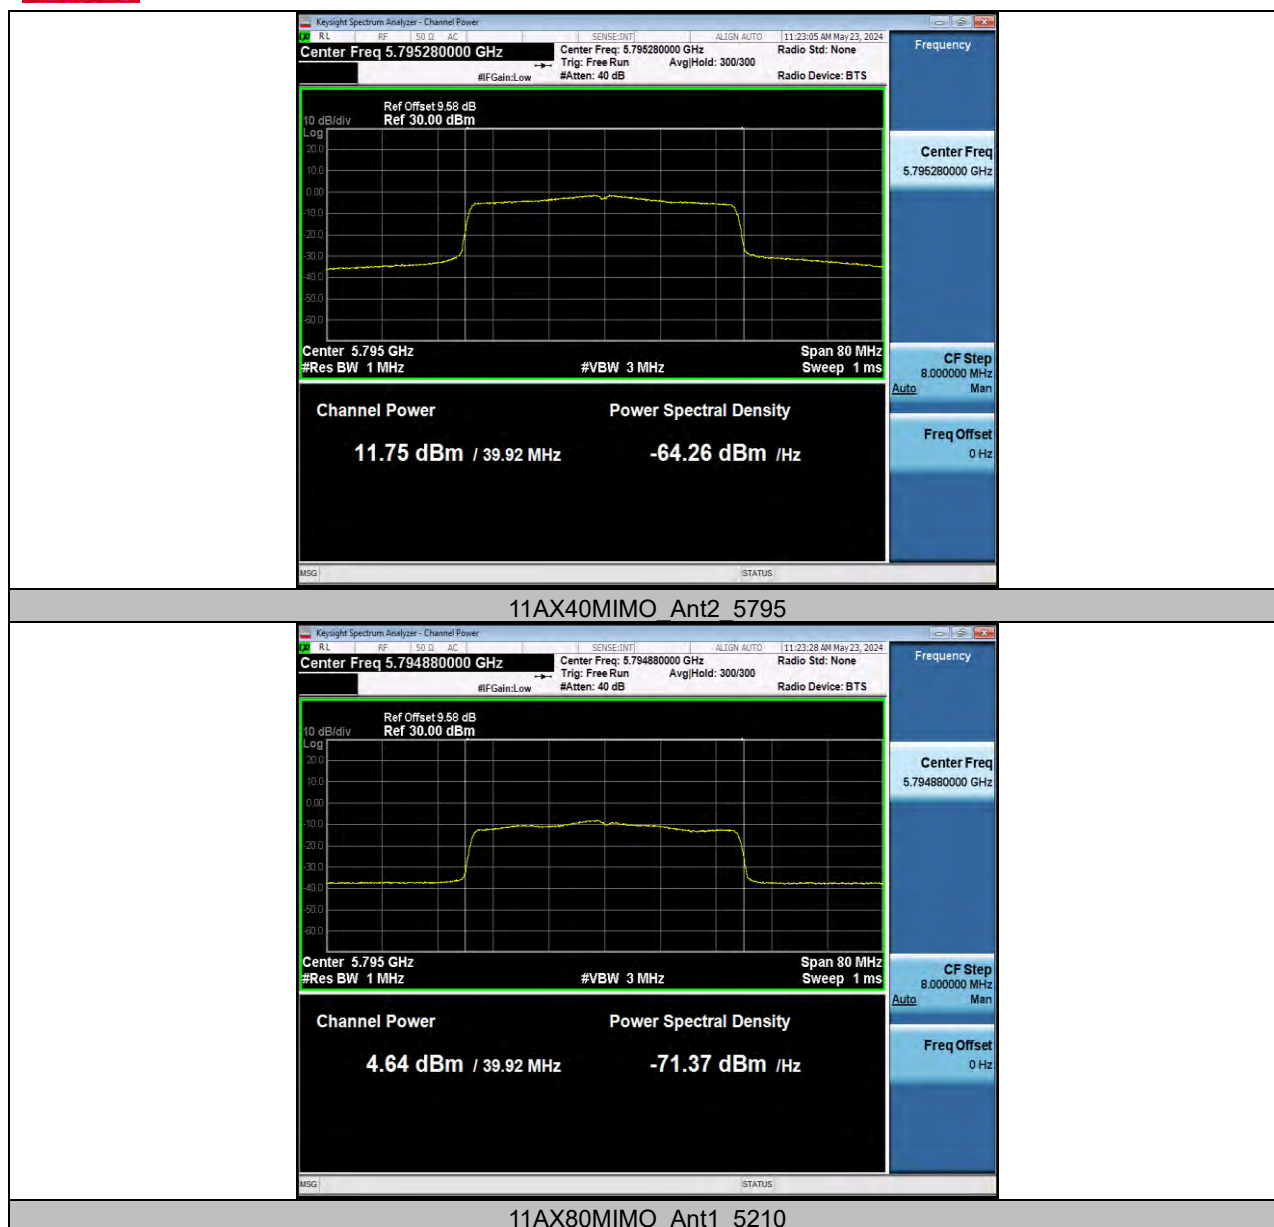 Keysight Spectrum Analyzer - Channel Power
RL RF 50 Ω AC SENSE:INT ALIGN AUTO 11:23:05 AM May 23, 2024
Center Freq 5.795280000 GHz
Center Freq: 5.795280000 GHz
Radio Std: None
Trig: Free Run Avg|Hold: 300/300
#IFGain:Low #Atten: 40 dB Radio Device: BTS
Frequency
Ref Offset 9.58 dB
10 dB/div Ref 30.00 dBm
Log
20.0
10.0
0.00
-10.0
-20.0
-30.0
-40.0
-50.0
-60.0
Center 5.795 GHz Span 80 MHz
#Res BW 1 MHz #VBW 3 MHz Sweep 1 ms
Center Freq
5.795280000 GHz
CF Step
8.000000 MHz
Auto Man
Freq Offset
0 Hz
Channel Power Power Spectral Density
11.75 dBm / 39.92 MHz -64.26 dBm /Hz
MSG STATUS
11AX40MIMO_Ant2_5795
Keysight Spectrum Analyzer - Channel Power
RL RF 50 Ω AC SENSE:INT ALIGN AUTO 11:23:28 AM May 23, 2024
Center Freq 5.794880000 GHz
Center Freq: 5.794880000 GHz
Radio Std: None
Trig: Free Run Avg|Hold: 300/300
#IFGain:Low #Atten: 40 dB Radio Device: BTS
Frequency
Ref Offset 9.58 dB
10 dB/div Ref 30.00 dBm
Log
20.0
10.0
0.00
-10.0
-20.0
-30.0
-40.0
-50.0
-60.0
Center 5.795 GHz Span 80 MHz
#Res BW 1 MHz #VBW 3 MHz Sweep 1 ms
Center Freq
5.794880000 GHz
CF Step
8.000000 MHz
Auto Man
Freq Offset
0 Hz
Channel Power Power Spectral Density
4.64 dBm / 39.92 MHz -71.37 dBm /Hz
MSG STATUS
11AX80MIMO_Ant1_5210